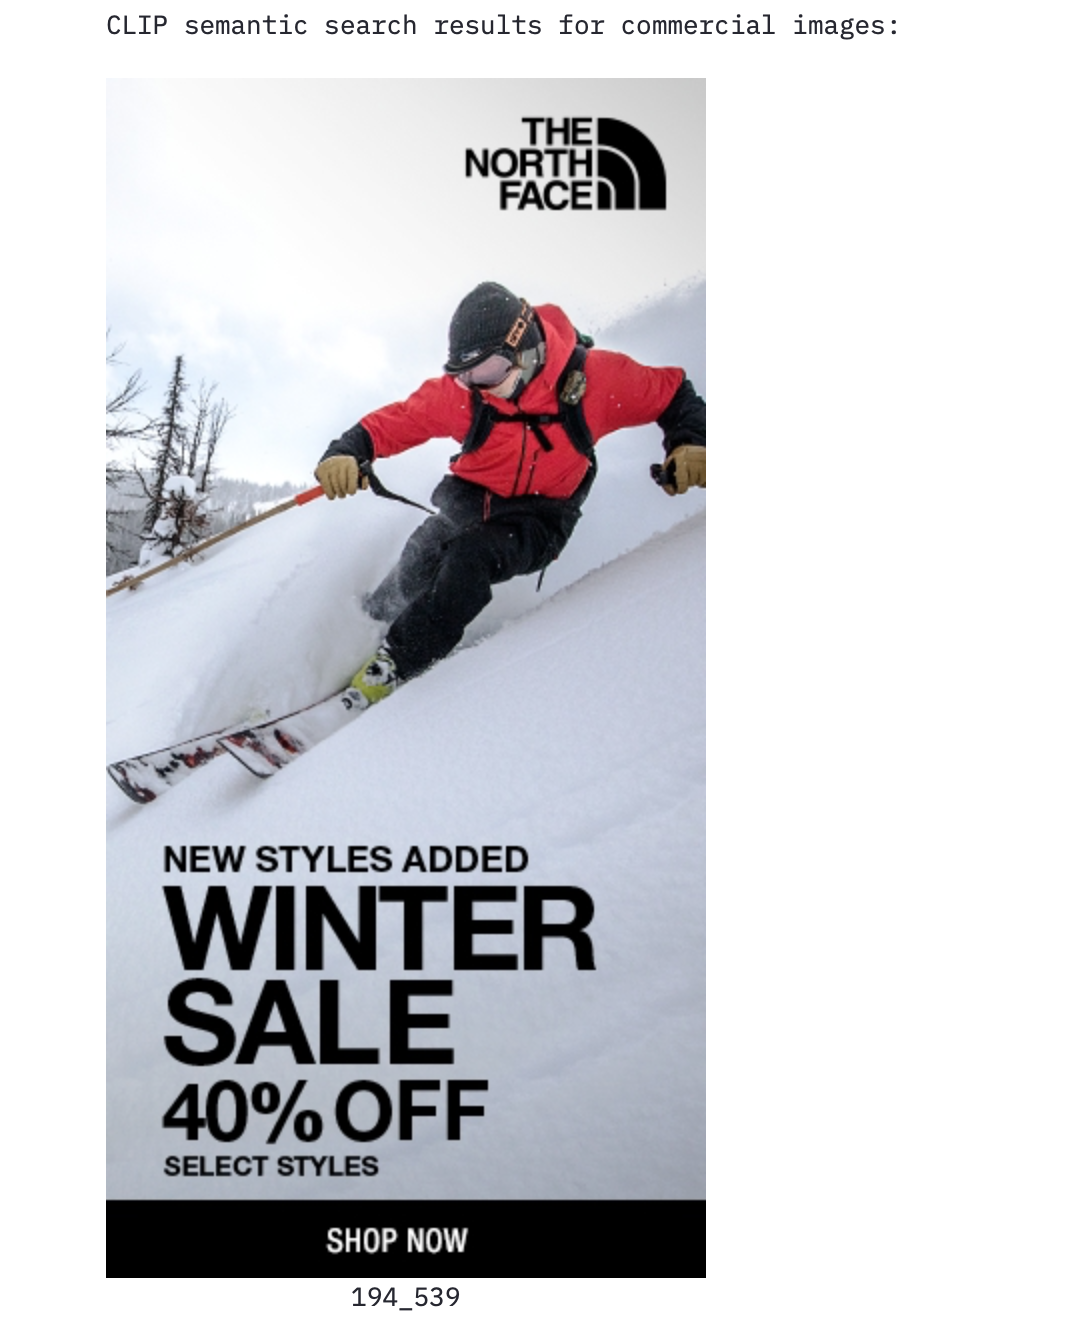 CLIP semantic search results for commercial images:
THE
NORTH
FACE
NEW STYLES ADDED
WINTER
SALE
40% OFF
SELECT STYLES
SHOP NOW
194_539